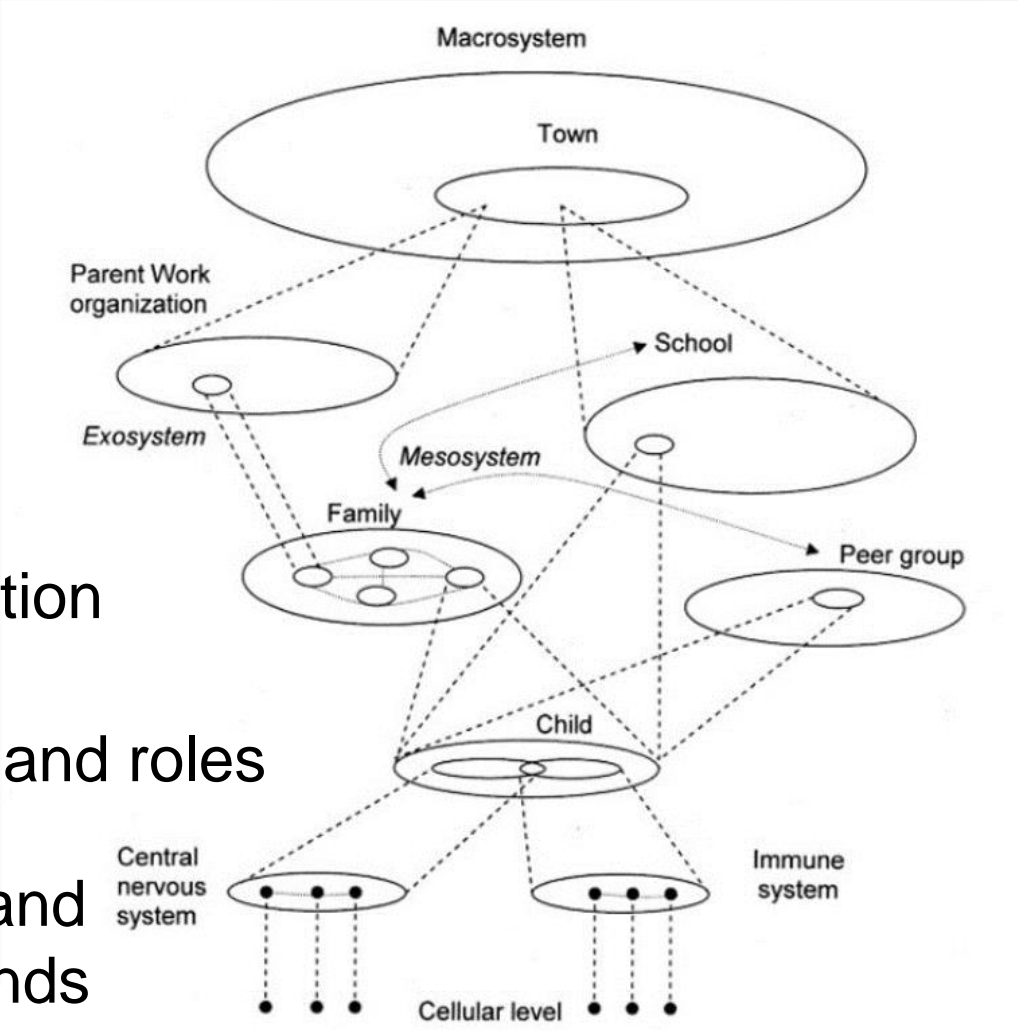 Macrosystem
Town
Parent Work
organization
School
Exosystem
Mesosystem
Family
Peer group
tion
Child
and roles
Central
nervous
system
Immune
system
and
nds
Cellular level